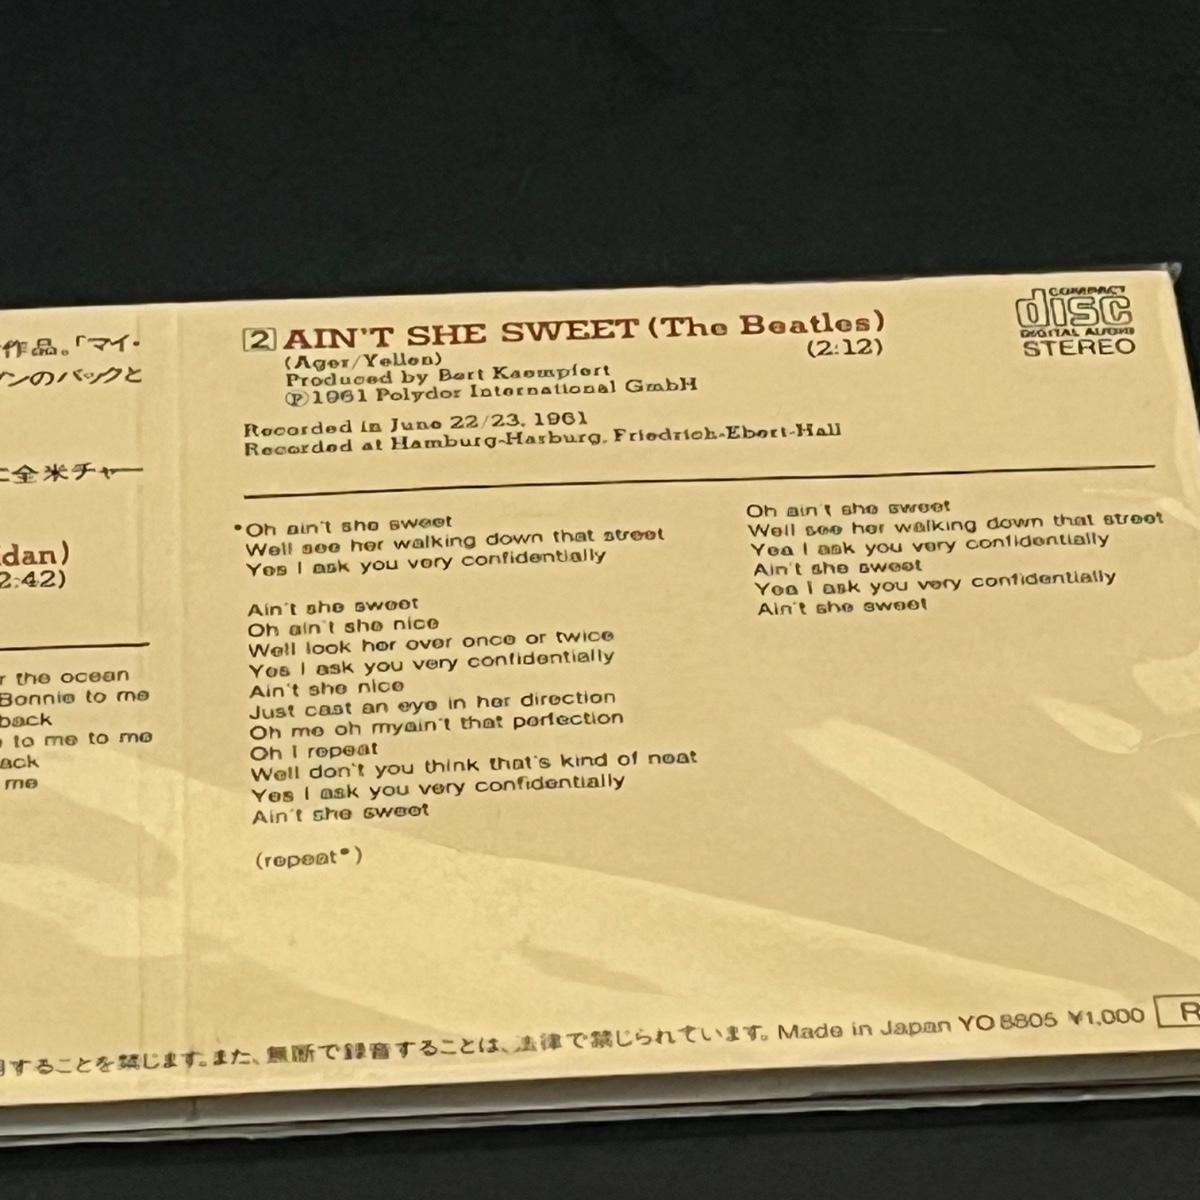 作品。「マイ・
ンのバックと
に全米チャー
idan)
2:42)
r the ocean
Bonnie to me
back
to me to me
ack
me
2 AIN'T SHE SWEET (The Beatles)
(2:12)
(Ager/Yellen)
Produced by Bert Kaempfert
Ⓟ1961 Polydor International GmbH
Recorded in June 22/23, 1961
Recorded at Hamburg-Harburg, Friedrich-Ebert-Hall
COMPACT
disc
DIGITAL AUDIO
STEREO
*Oh ain't she sweet
Well see her walking down that street
Yes I ask you very confidentially
Ain't she sweet
Oh ain't she nice
Well look her over once or twice
Yes I ask you very confidentially
Ain't she nice
Just cast an eye in her direction
Oh me oh myain't that perfection
Oh I repeat
Well don't you think that's kind of neat
Yes I ask you very confidentially
Ain't she sweet
(repeat*)
Oh ain't she sweet
Well see her walking down that street
Yea I ask you very confidentially
Ain't she sweet
Yea I ask you very confidentially
Ain't she sweet
用することを禁じます。また、無断で録音することは、法律で禁じられています。Made in Japan YO 8805 ¥1,000 R